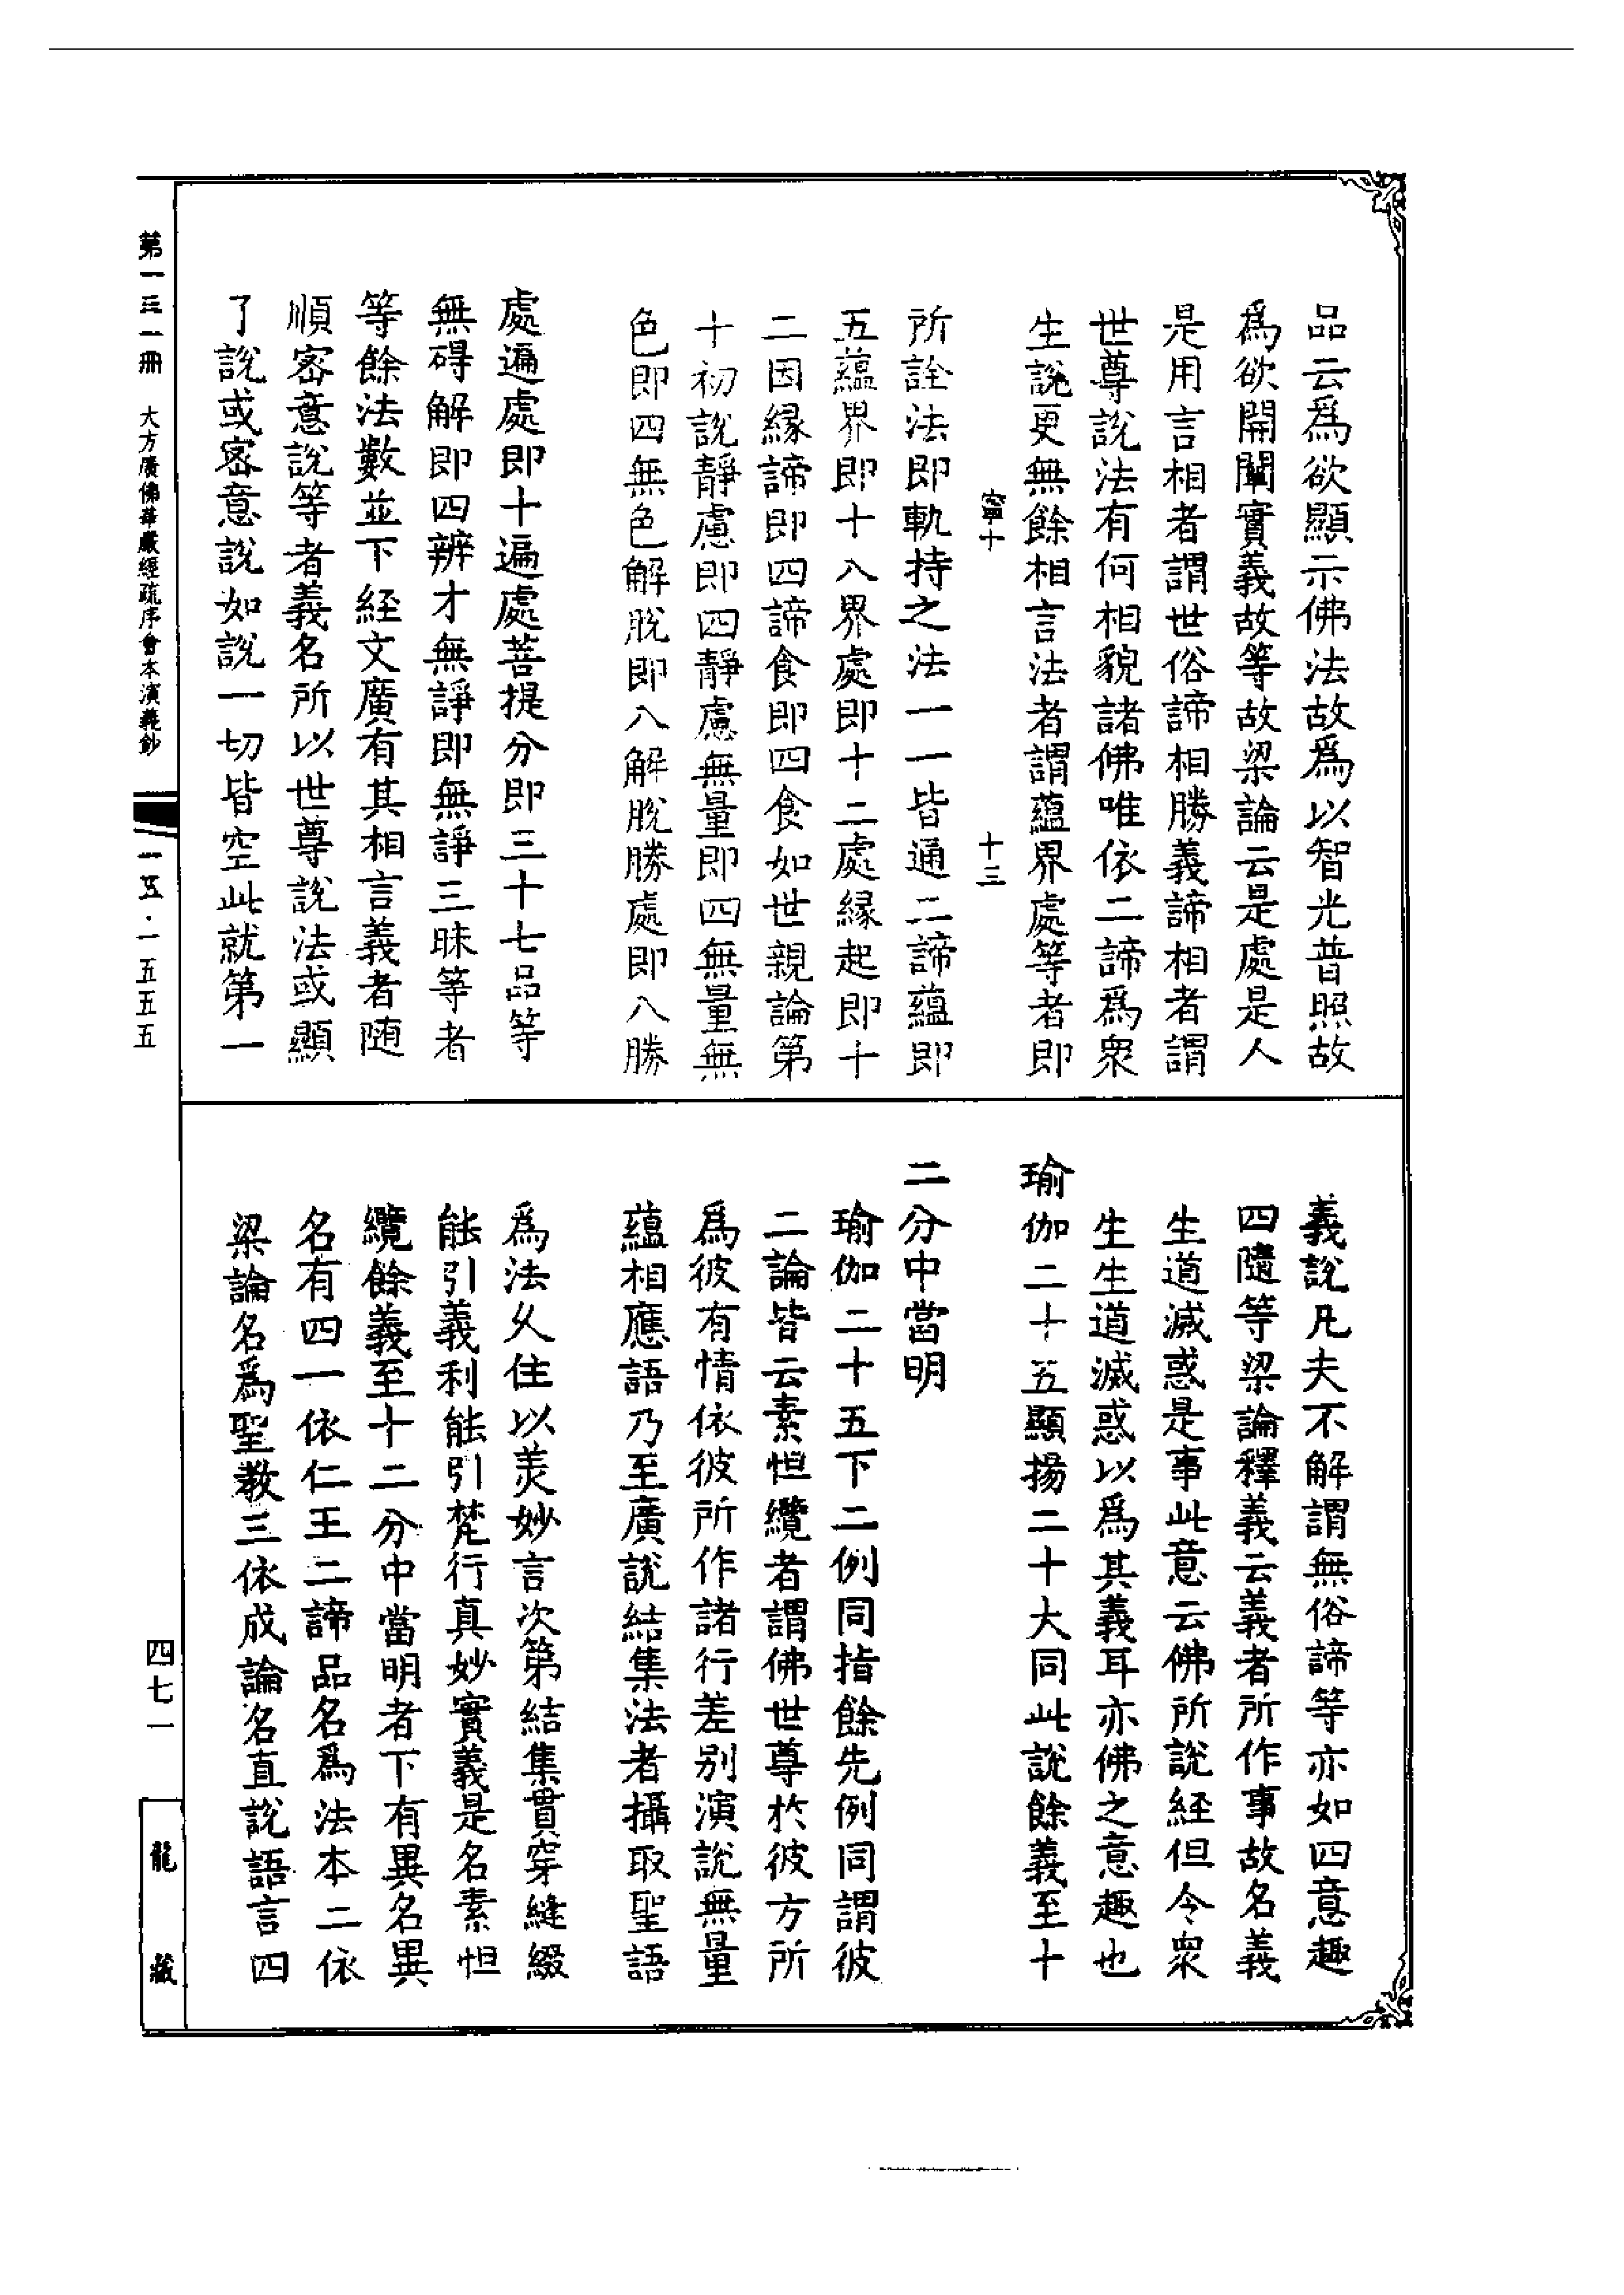 品云爲欲顯示佛法故爲以智光普照故
爲欲開闡實義故等故梁論云是處是人
是用言相者謂世俗諦相勝義諦相者謂
世尊說法有何相貌諸佛唯依二諦爲衆
生說更無餘相言法者謂蘊界處等者即
寧十 十三
所詮法即軌持之法一一皆通二諦蘊即
五蘊界即十八界處即十二處緣起即十
二因緣諦即四諦食即四食如世親論第
十初說靜慮即四靜慮無量即四無量無
色即四無色解脫即八解脫勝處即八勝
處遍處即十遍處菩提分即三十七品等
無碍解即四辨才無諍即無諍三昧等者
等餘法數並下經文廣有其相言義者随
順密意說等者義名所以世尊說法或顯
了說或密意說如說一切皆空此就第一
義說凡夫不解謂無俗諦等亦如四意趣
四隨等梁論釋義云義者所作事故名義
生道滅惑是事此意云佛所說経但令衆
生生道滅惑以爲其義耳亦佛之意趣也
瑜伽二十五顯揚二十大同此說餘義至十
二分中當明
瑜伽二十五下二例同指餘先例同謂彼
二論皆云素怛纜者謂佛世尊於彼方所
爲彼有情依彼所作諸行差别演說無量
蘊相應語乃至廣說結集法者攝取聖語
爲法乆住以羙妙言次第結集貫穿縫綴
能引義利能引梵行真妙實義是名素怛
纜餘義至十二分中當明者下有異名異
名有四一依仁王二諦品名爲法本二依
梁論名爲聖教三依成論名直說語言四
第一三一冊 大方廣佛華嚴經疏序會本演義鈔
一五·一五五五
四七一
龍藏